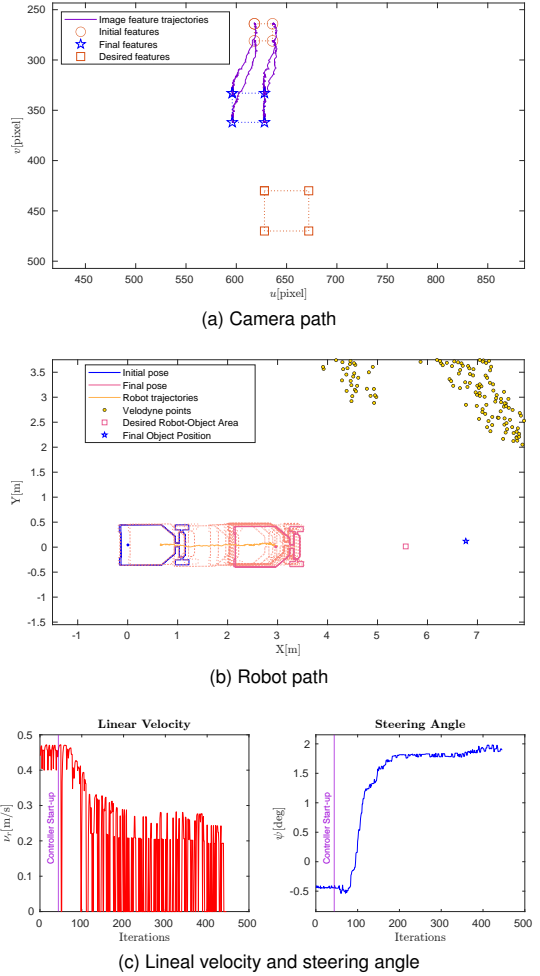 250
300
350
400
450
500
v[pixel]
Image feature trajectories
Initial features
Final features
Desired features
450 500 550 600 650 700 750 800 850
u[pixel]
(a) Camera path
3.5
3
2.5
2
1.5
1
0.5
0
-0.5
-1
-1.5
Y[m]
Initial pose
Final pose
Robot trajectories
Velodyne points
Desired Robot-Object Area
Final Object Position
-1 0 1 2 3 4 5 6 7
X[m]
(b) Robot path
Linear Velocity
0.5
0.4
0.3
0.2
0.1
0
νr[m/s]
Controller Start-up
0 100 200 300 400 500
Iterations
Steering Angle
2
1
0
-0.5
ψ[deg]
Controller Start-up
0 100 200 300 400 500
Iterations
(c) Lineal velocity and steering angle